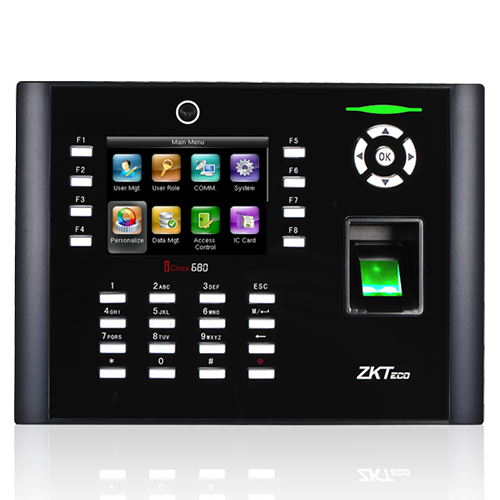 Main Menu
F1
F2
F3
F4
F5
F6
F7
F8
User Mgt.
User Role
COMM.
System
Personalize
Data Mgt
Access Control
IC Card
OK
iClock 680
1 2ABC 3DEF ESC
4GHI 5JKL 6MNO M/↵
7PQRS 8TUV 9WXYZ ←
* 0 #
ZKTECO
ZKTECO